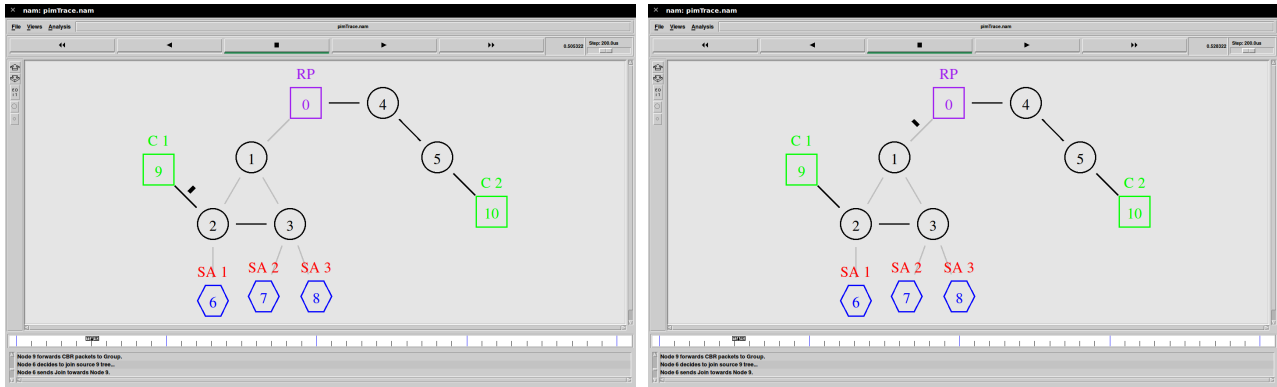 × nam: pimTrace.nam
File Views Analysis pimTrace.nam
0.505322 Step: 200.0us
RP
0
4
C 1
1
5
9
C 2
10
2
3
SA 1
SA 2
SA 3
6
7
8
Node 9 forwards CBR packets to Group.
Node 6 decides to join source 9 tree...
Node 6 sends Join towards Node 9.
× nam: pimTrace.nam
File Views Analysis pimTrace.nam
0.528322 Step: 200.0us
RP
0
4
C 1
1
5
9
C 2
10
2
3
SA 1
SA 2
SA 3
6
7
8
Node 9 forwards CBR packets to Group.
Node 6 decides to join source 9 tree...
Node 6 sends Join towards Node 9.